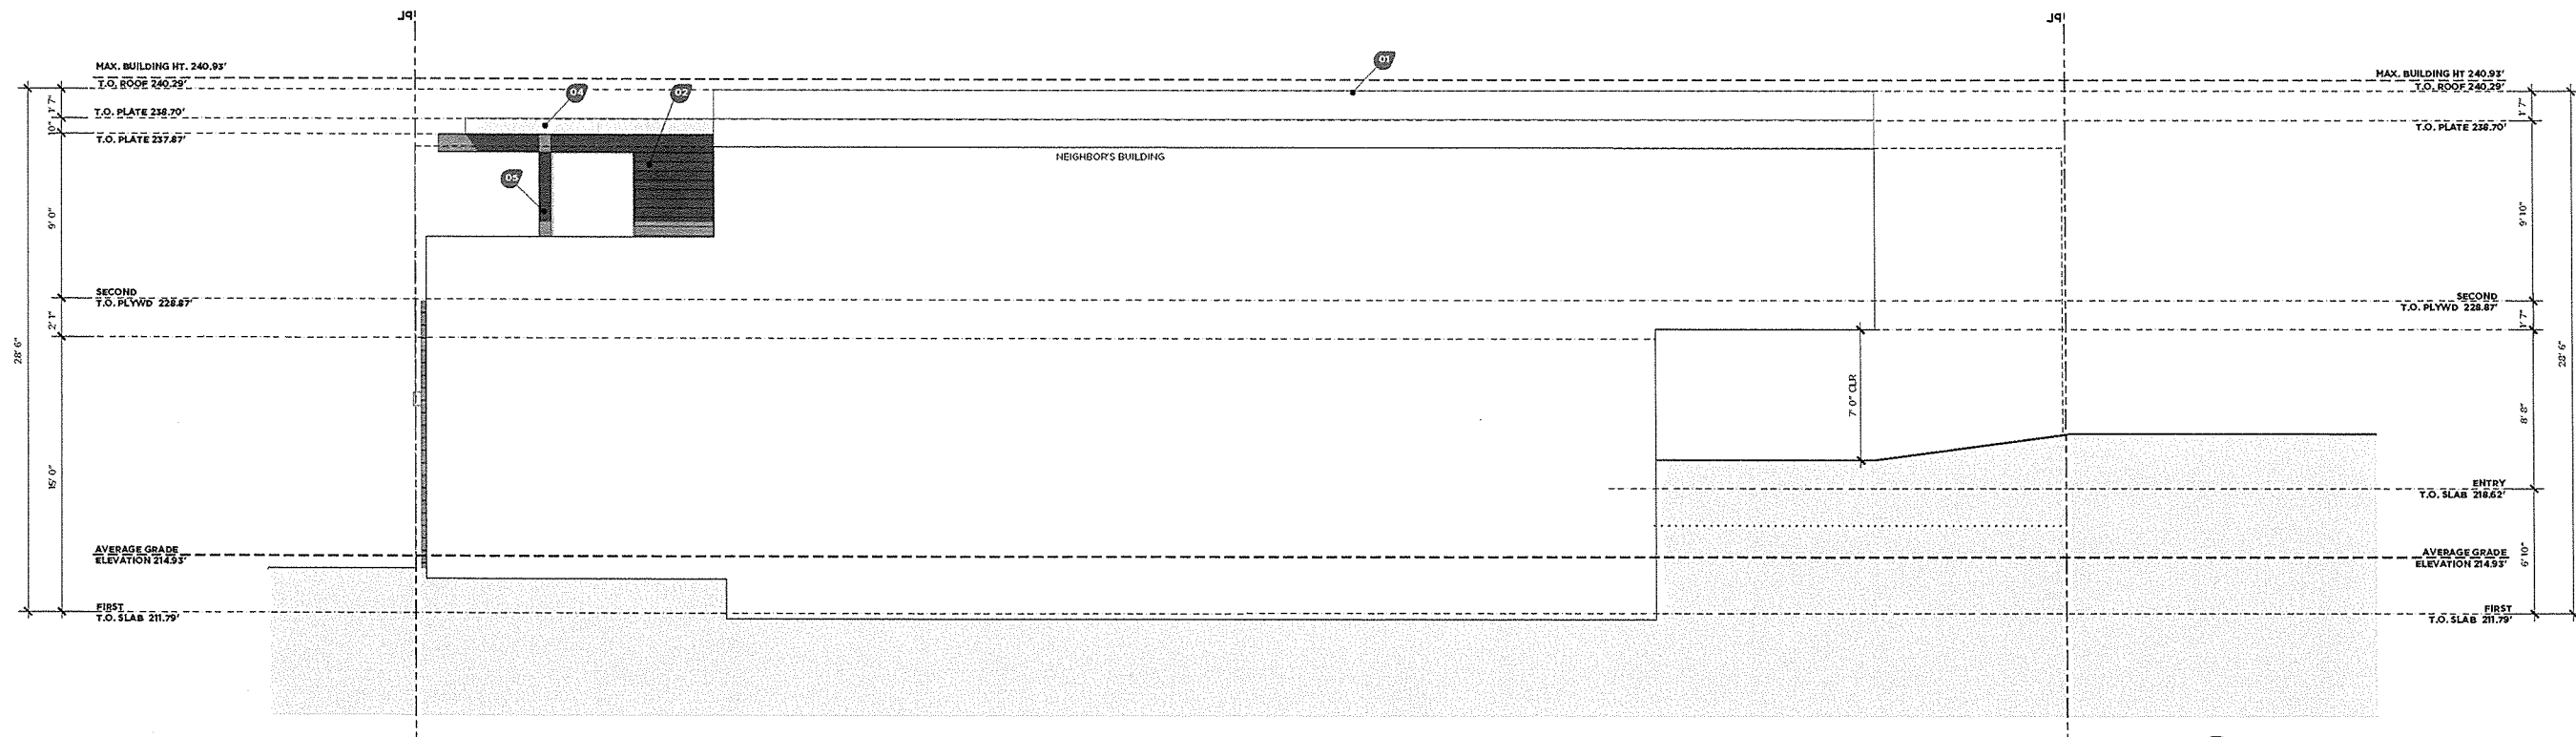 PL
PL
MAX. BUILDING HT. 240.93'
T.O. ROOF 240.29'
T.O. PLATE 238.70'
T.O. PLATE 237.87'
SECOND
T.O. PLYWD 228.87'
AVERAGE GRADE
ELEVATION 214.93'
FIRST
T.O. SLAB 211.79'
28' 6"
1' 7"
10"
9' 0"
2' 1"
15' 0"
04
02
05
01
NEIGHBOR'S BUILDING
7' 0" CLR
MAX. BUILDING HT 240.93'
T.O. ROOF 240.29'
T.O. PLATE 238.70'
SECOND
T.O. PLYWD 228.87'
ENTRY
T.O. SLAB 218.62'
AVERAGE GRADE
ELEVATION 214.93'
FIRST
T.O. SLAB 211.79'
1' 7"
9' 10"
1' 7"
8' 8"
6' 10"
28' 6"